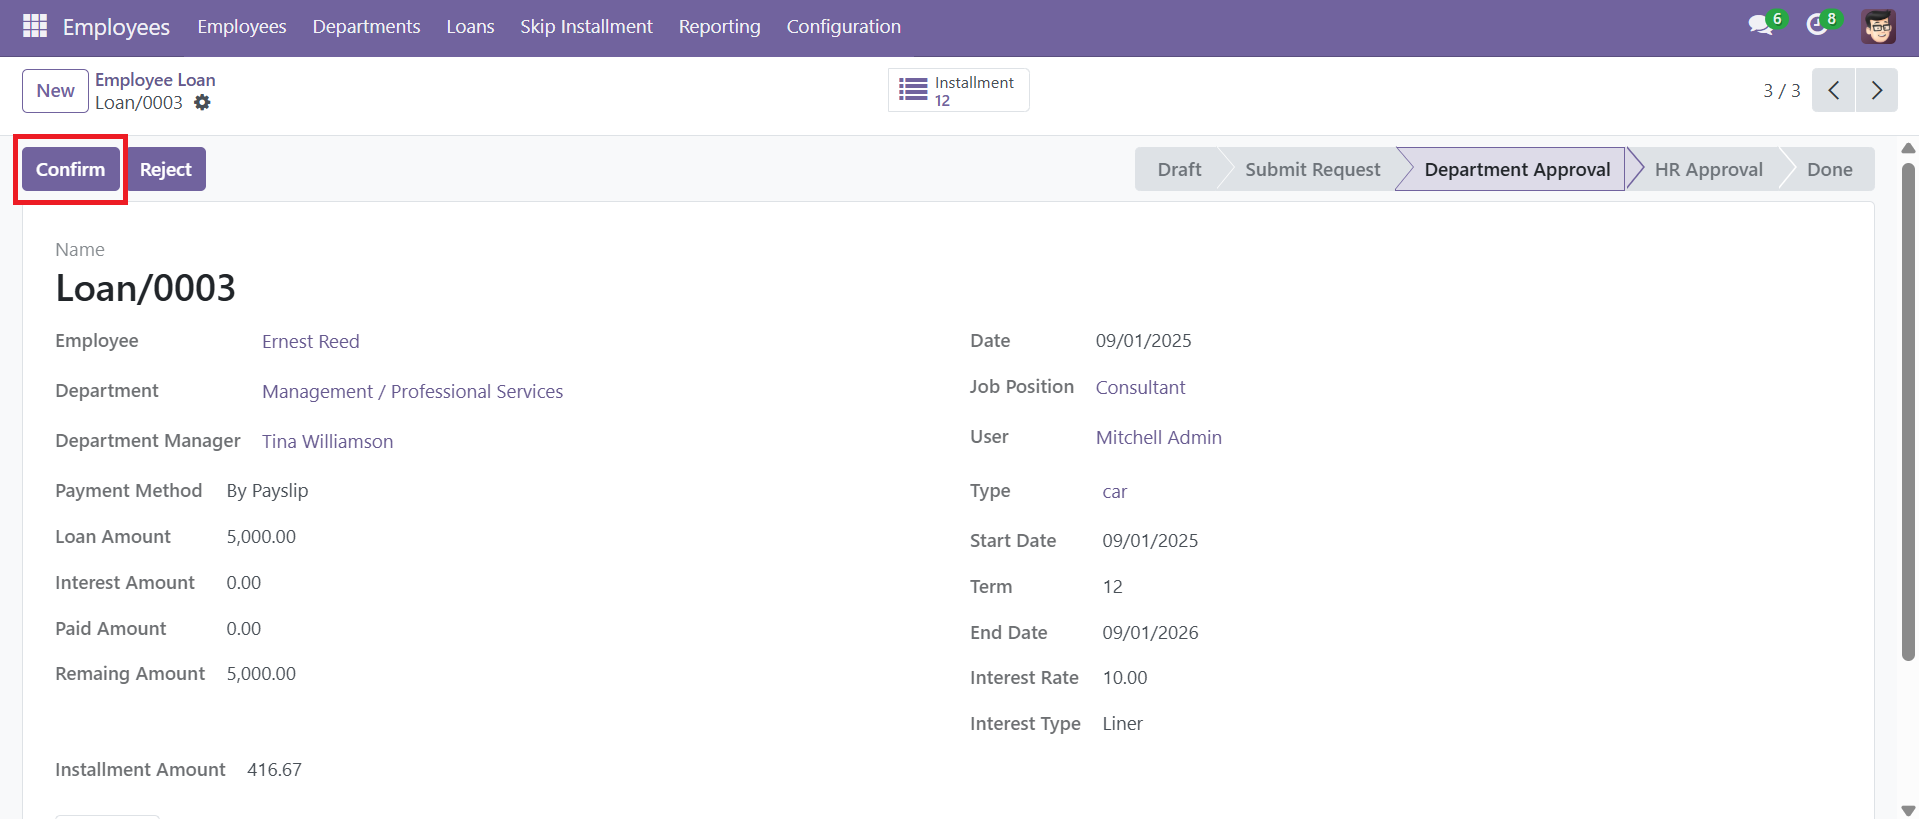 Employees Employees Departments Loans Skip Installment Reporting Configuration 6 8
New Employee Loan
Loan/0003
Installment
12
3 / 3
Confirm Reject Draft Submit Request Department Approval HR Approval Done
Name
Loan/0003
Employee Ernest Reed
Department Management / Professional Services
Department Manager Tina Williamson
Payment Method By Payslip
Loan Amount 5,000.00
Interest Amount 0.00
Paid Amount 0.00
Remaing Amount 5,000.00
Date 09/01/2025
Job Position Consultant
User Mitchell Admin
Type car
Start Date 09/01/2025
Term 12
End Date 09/01/2026
Interest Rate 10.00
Interest Type Liner
Installment Amount 416.67